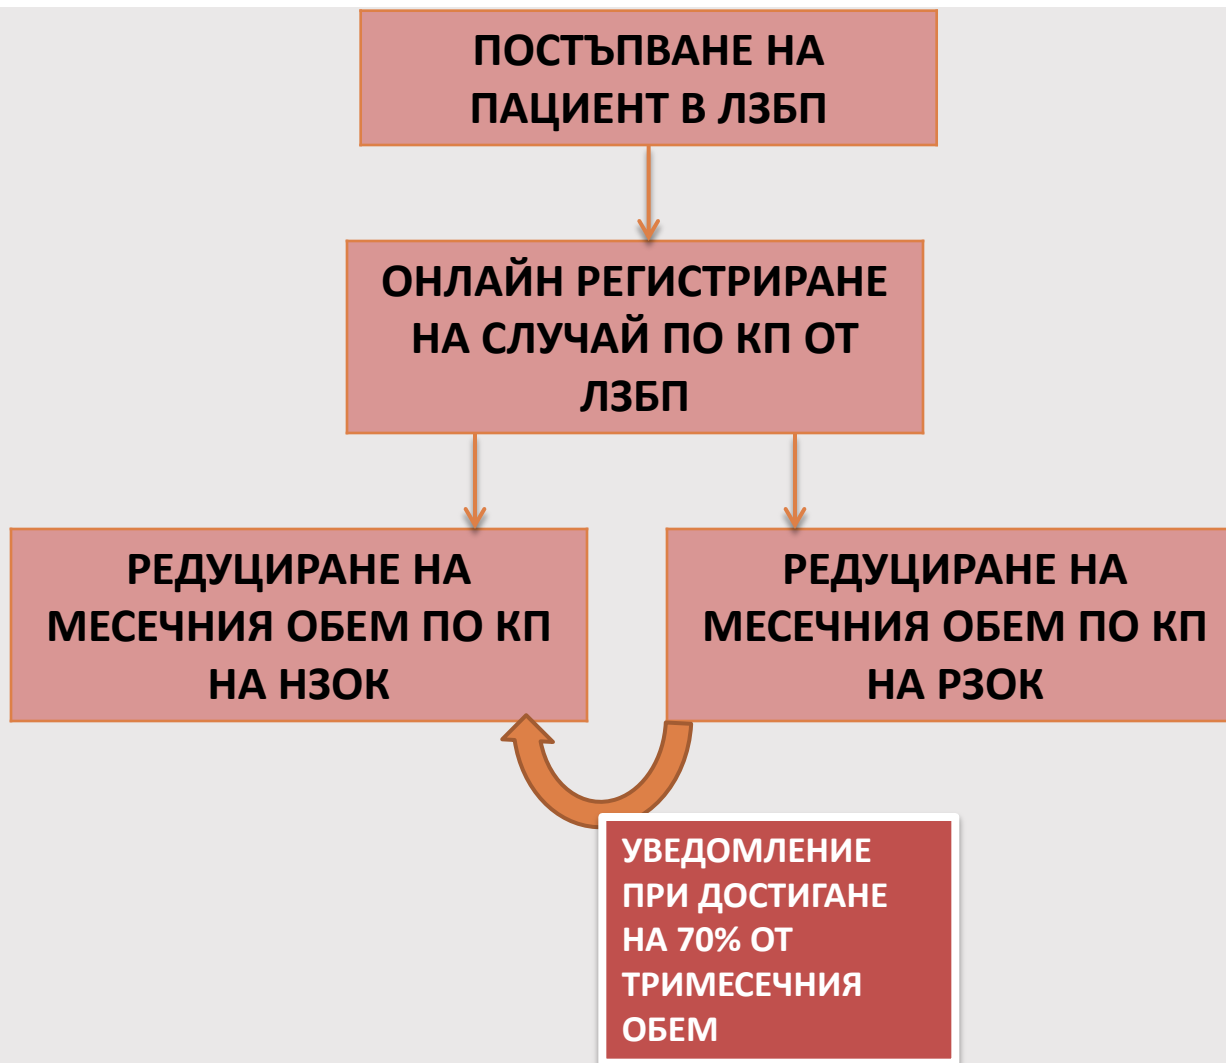 ПОСТЪПВАНЕ НА
ПАЦИЕНТ В ЛЗБП
ОНЛАЙН РЕГИСТРИРАНЕ
НА СЛУЧАЙ ПО КП ОТ
ЛЗБП
РЕДУЦИРАНЕ НА
МЕСЕЧНИЯ ОБЕМ ПО КП
НА НЗОК
РЕДУЦИРАНЕ НА
МЕСЕЧНИЯ ОБЕМ ПО КП
НА РЗОК
УВЕДОМЛЕНИЕ
ПРИ ДОСТИГАНЕ
НА 70% ОТ
ТРИМЕСЕЧНИЯ
ОБЕМ